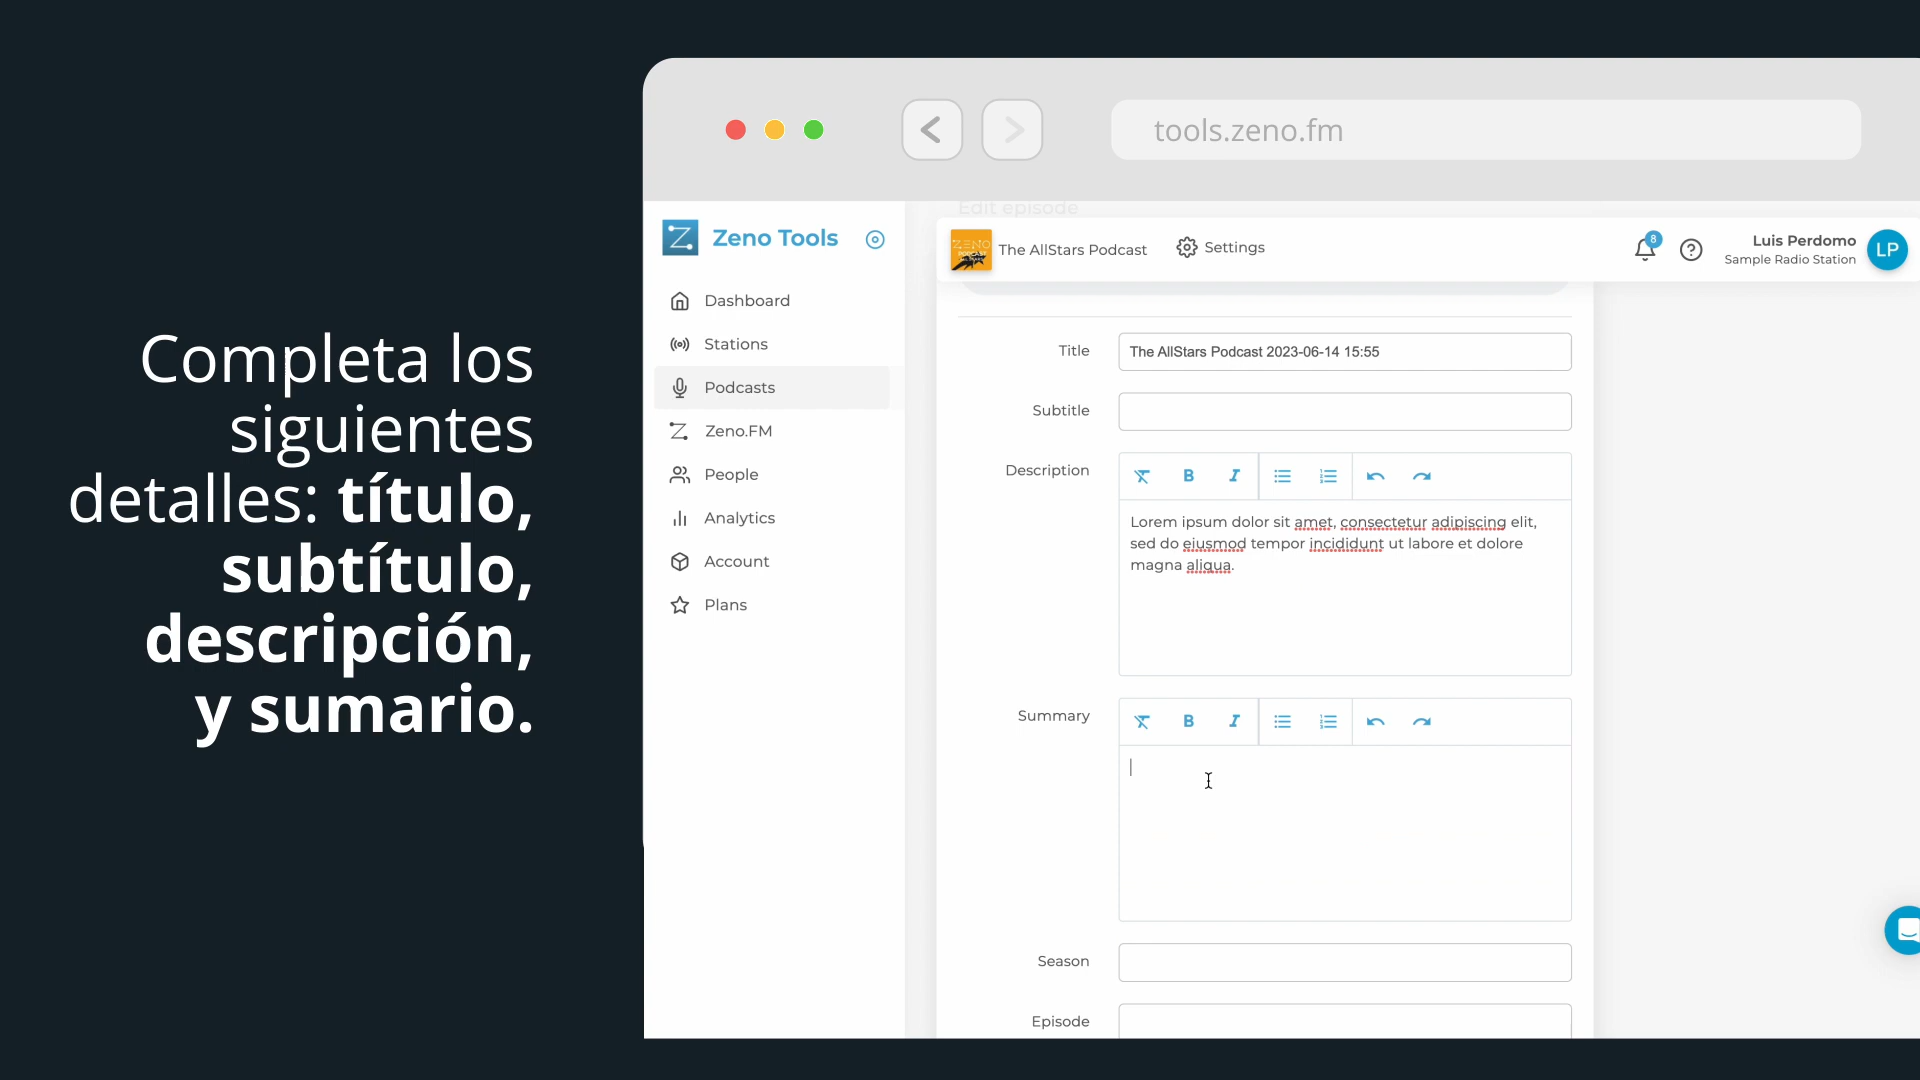 Completa los
siguientes
detalles: título,
subtítulo,
descripción,
y sumario.
tools.zeno.fm
Zeno Tools
Dashboard
Stations
Podcasts
Zeno.FM
People
Analytics
Account
Plans
Edit episode
The AllStars Podcast
Settings
8
Luis Perdomo
Sample Radio Station
LP
Title
The AllStars Podcast 2023-06-14 15:55
Subtitle
Description
B I
Lorem ipsum dolor sit amet, consectetur adipiscing elit,
sed do eiusmod tempor incididunt ut labore et dolore
magna aliqua.
Summary
B I
Season
Episode